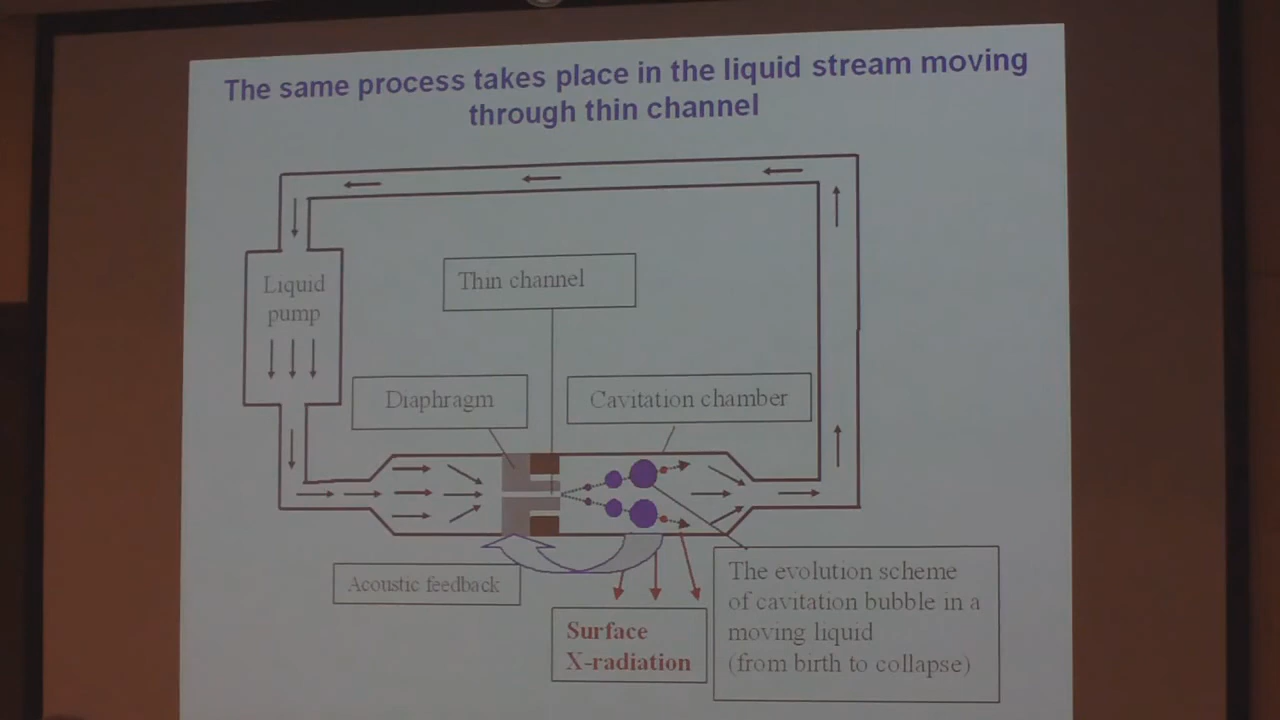 The same process takes place in the liquid stream moving
through thin channel
Liquid
pump
Thin channel
Diaphragm
Cavitation chamber
Acoustic feedback
Surface
X-radiation
The evolution scheme
of cavitation bubble in a
moving liquid
(from birth to collapse)